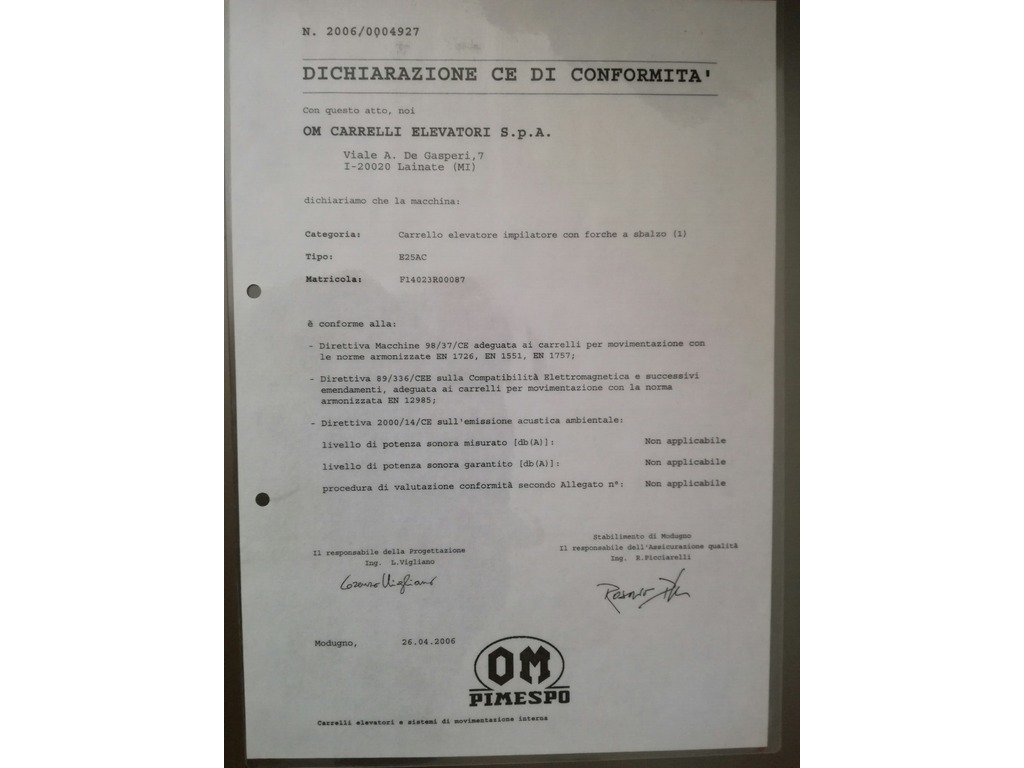 N. 2006/0004927
DICHIARAZIONE CE DI CONFORMITA'
Con questo atto, noi
OM CARRELLI ELEVATORI S.p.A.
Viale A. De Gasperi,7
I-20020 Lainate (MI)
dichiariamo che la macchina:
Categoria: Carrello elevatore impilatore con forche a sbalzo (1)
Tipo: E25AC
Matricola: F14023R00087
è conforme alla:
- Direttiva Macchine 98/37/CE adeguata ai carrelli per movimentazione con
le norme armonizzate EN 1726, EN 1551, EN 1757;
- Direttiva 89/336/CEE sulla Compatibilità Elettromagnetica e successivi
emendamenti, adeguata ai carrelli per movimentazione con la norma
armonizzata EN 12985;
- Direttiva 2000/14/CE sull'emissione acustica ambientale:
livello di potenza sonora misurato [db(A)]: Non applicabile
livello di potenza sonora garantito [db(A)]: Non applicabile
procedura di valutazione conformità secondo Allegato n°: Non applicabile
Stabilimento di Modugno
Il responsabile della Progettazione Il responsabile dell'Assicurazione qualità
Ing. L.Vigliano Ing. R.Picciarelli
Lorenzo Vigliano
Modugno, 26.04.2006
OM
PIMESPO
Carrelli elevatori e sistemi di movimentazione interna